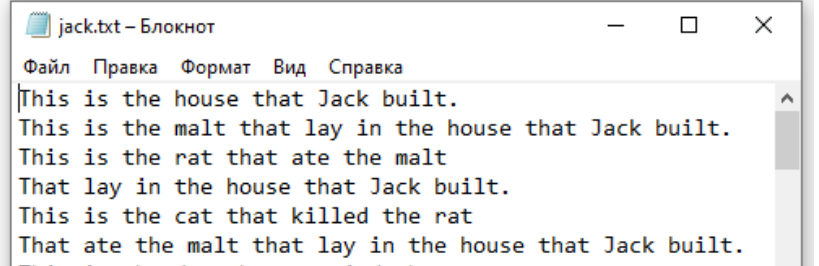 jack.txt – Блокнот
Файл Правка Формат Вид Справка
This is the house that Jack built.
This is the malt that lay in the house that Jack built.
This is the rat that ate the malt
That lay in the house that Jack built.
This is the cat that killed the rat
That ate the malt that lay in the house that Jack built.